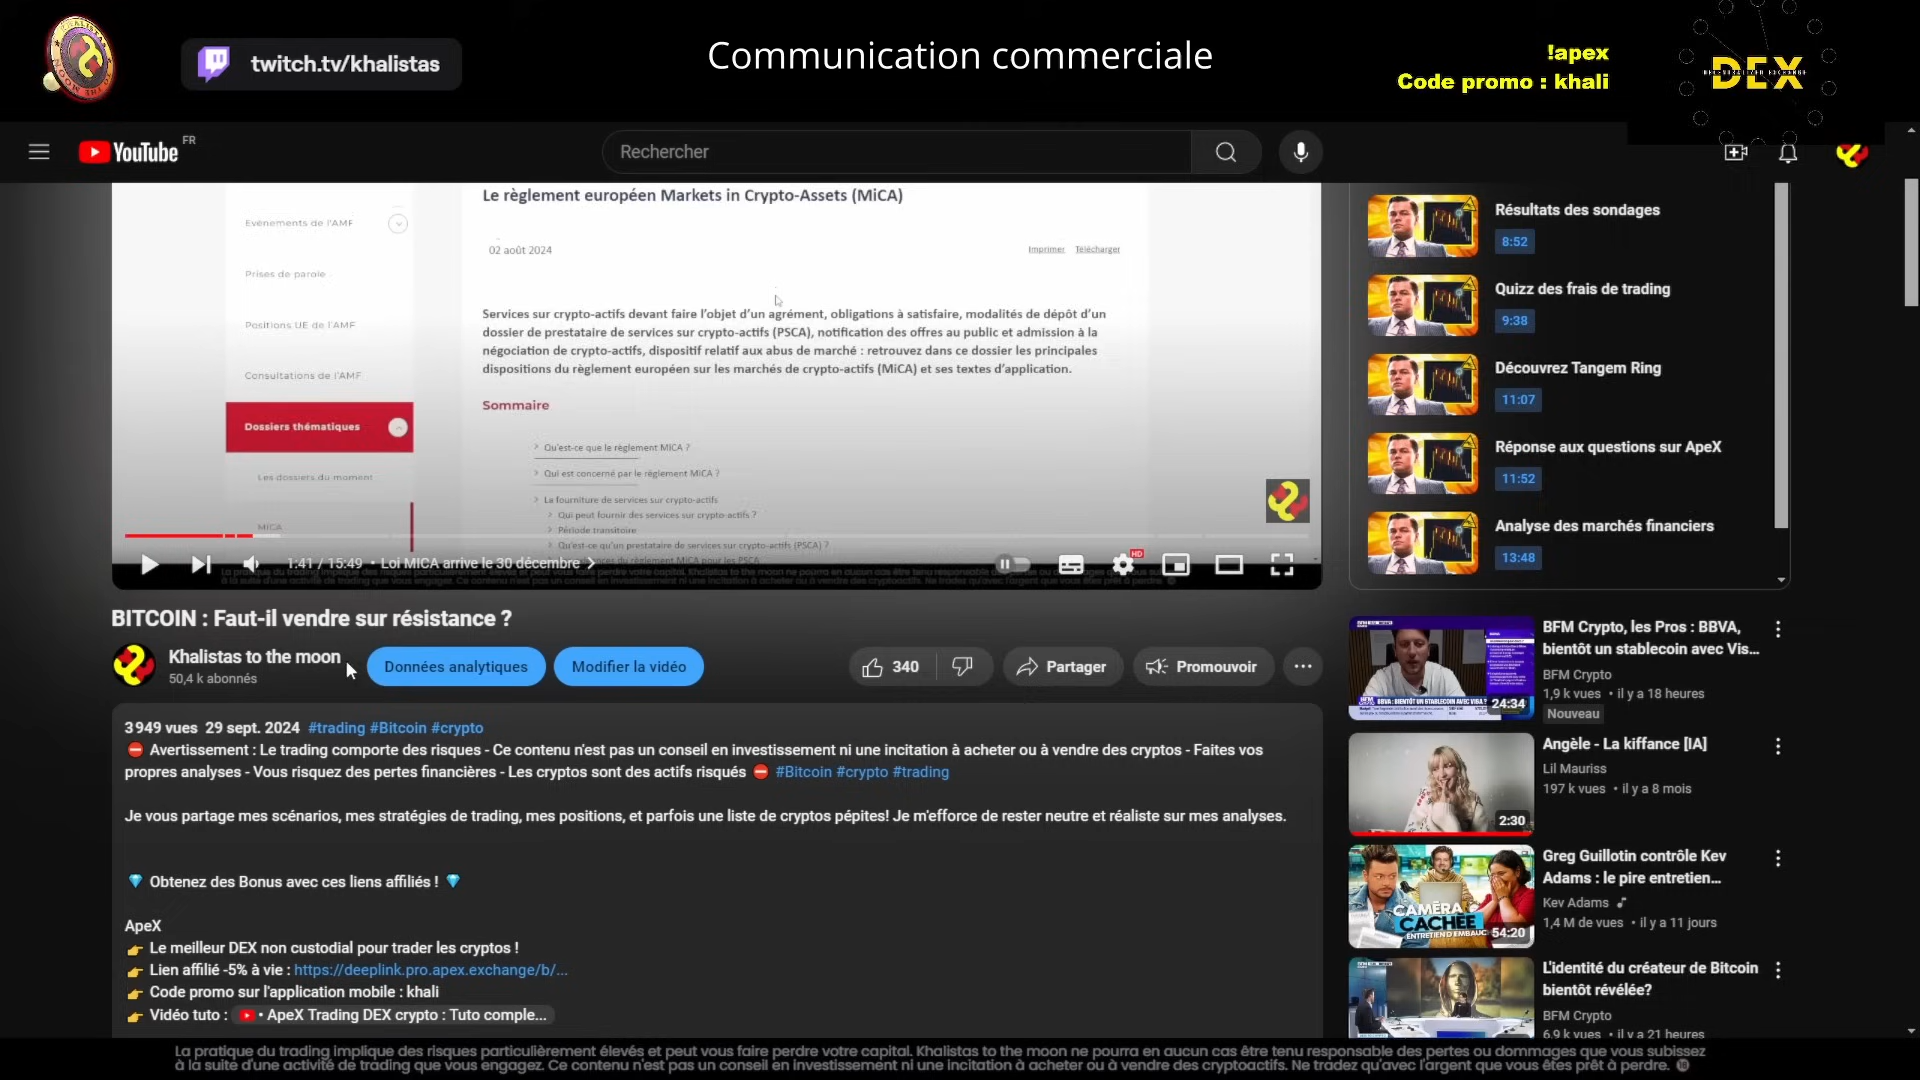 twitch.tv/khalistas
Communication commerciale
!apex
Code promo : khali
DEX
YouTube FR
Rechercher
Le règlement européen Markets in Crypto-Assets (MiCA)
Evénements de l'AMF
02 août 2024
Imprimer Télécharger
Prises de parole
Positions UE de l'AMF
Consultations de l'AMF
Dossiers thématiques
Les dossiers du moment
MICA
Services sur crypto-actifs devant faire l'objet d'un agrément, obligations à satisfaire, modalités de dépôt d'un
dossier de prestataire de services sur crypto-actifs (PSCA), notification des offres au public et admission à la
négociation de crypto-actifs, dispositif relatif aux abus de marché : retrouvez dans ce dossier les principales
dispositions du règlement européen sur les marchés de crypto-actifs (MiCA) et ses textes d'application.
Sommaire
Qu'est-ce que le règlement MICA ?
Qui est concerné par le règlement MiCA ?
La fourniture de services sur crypto-actifs
Qui peut fournir des services sur crypto-actifs ?
Période transitoire
Qu'est-ce qu'un prestataire de services sur crypto-actifs (PSCA) ?
1:41 / 15:49 • Loi MICA arrive le 30 décembre
HD
Résultats des sondages
8:52
Quizz des frais de trading
9:38
Découvrez Tangem Ring
11:07
Réponse aux questions sur ApeX
11:52
Analyse des marchés financiers
13:48
BITCOIN : Faut-il vendre sur résistance ?
Khalistas to the moon
50,4 k abonnés
Données analytiques
Modifier la vidéo
340
Partager
Promouvoir
3 949 vues 29 sept. 2024 #trading #Bitcoin #crypto
Avertissement : Le trading comporte des risques - Ce contenu n'est pas un conseil en investissement ni une incitation à acheter ou à vendre des cryptos - Faites vos
propres analyses - Vous risquez des pertes financières - Les cryptos sont des actifs risqués #Bitcoin #crypto #trading
Je vous partage mes scénarios, mes stratégies de trading, mes positions, et parfois une liste de cryptos pépites! Je m'efforce de rester neutre et réaliste sur mes analyses.
Obtenez des Bonus avec ces liens affiliés !
ApeX
Le meilleur DEX non custodial pour trader les cryptos !
Lien affilié -5% à vie : https://deeplink.pro.apex.exchange/b/...
Code promo sur l'application mobile : khali
Vidéo tuto : • ApeX Trading DEX crypto : Tuto comple...
24:34
BFM Crypto, les Pros : BBVA,
bientôt un stablecoin avec Vis...
BFM Crypto
1,9 k vues • il y a 18 heures
Nouveau
2:30
Angèle - La kiffance [IA]
Lil Mauriss
197 k vues • il y a 8 mois
CAMÉRA
CACHÉE
ENTRETIEN D'EMBAUC
54:20
Greg Guillotin contrôle Kev
Adams : le pire entretien...
Kev Adams
1,4 M de vues • il y a 11 jours
L'identité du créateur de Bitcoin
bientôt révélée?
BFM Crypto
6,9 k vues • il y a 21 heures
La pratique du trading implique des risques particulièrement élevés et peut vous faire perdre votre capital. Khalistas to the moon ne pourra en aucun cas être tenu responsable des pertes ou dommages que vous subissez
à la suite d'une activité de trading que vous engagez. Ce contenu n'est pas un conseil en investissement ni une incitation à acheter ou à vendre des cryptoactifs. Ne tradez qu'avec l'argent que vous êtes prêt à perdre.